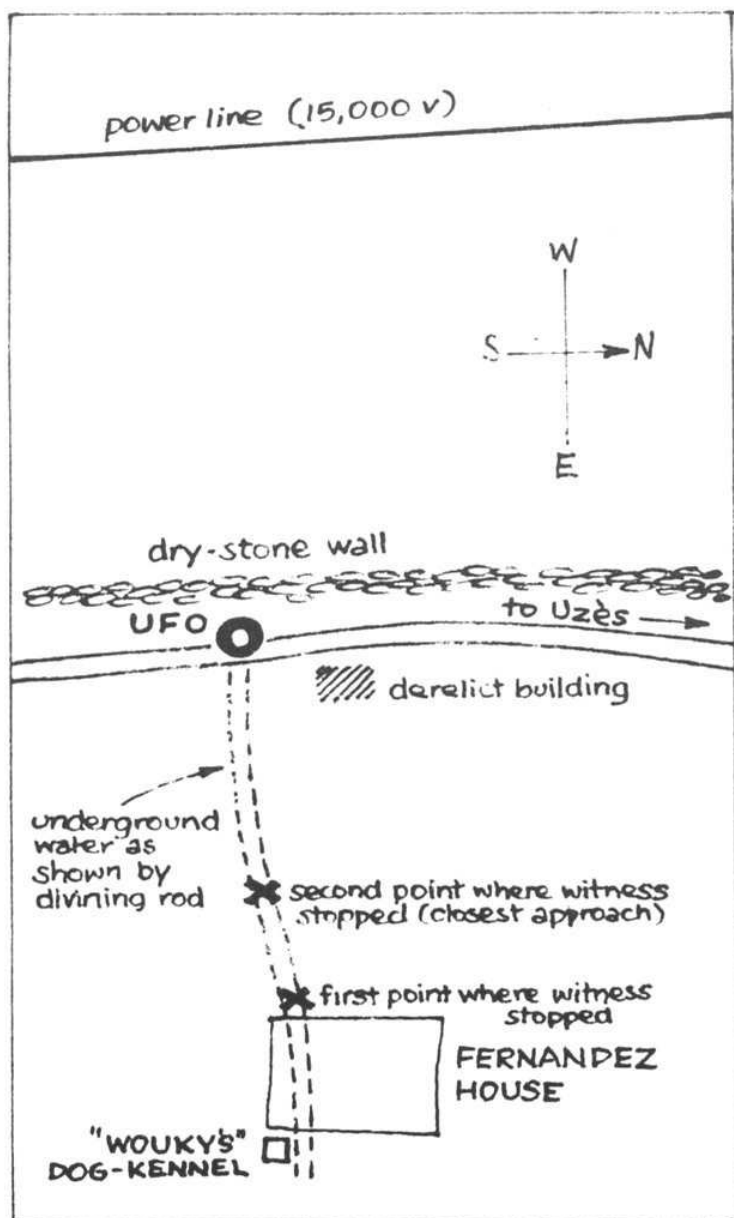 power line (15,000 v)
W
S
N
E
dry-stone wall
UFO
to Uzès
derelict building
underground
water as
shown by
divining rod
second point where witness
stopped (closest approach)
first point where witness
stopped
FERNANDEZ
HOUSE
"WOUKY'S"
DOG-KENNEL